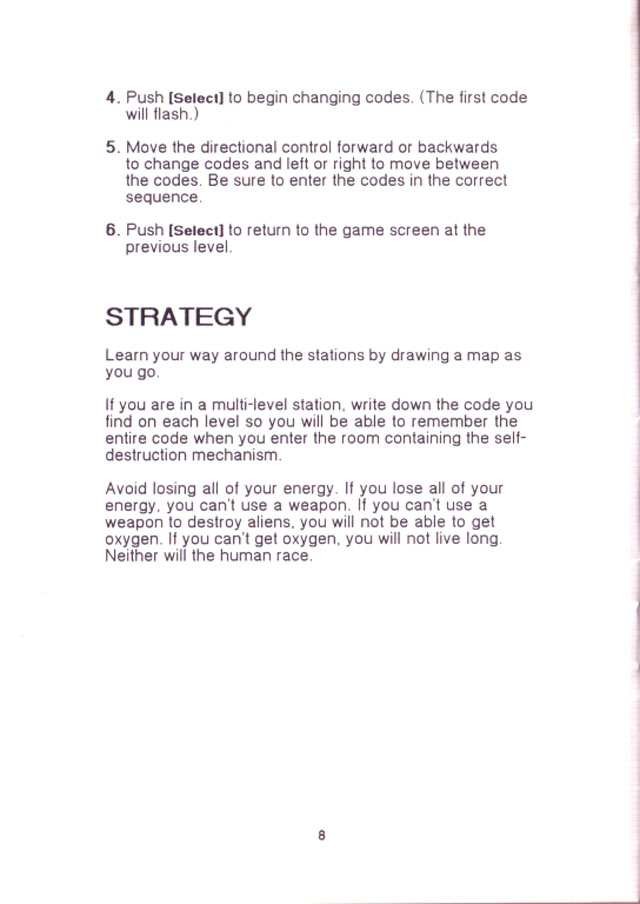 4. Push [Select] to begin changing codes. (The first code
will flash.)
5. Move the directional control forward or backwards
to change codes and left or right to move between
the codes. Be sure to enter the codes in the correct
sequence.
6. Push [Select] to return to the game screen at the
previous level.
STRATEGY
Learn your way around the stations by drawing a map as
you go.
If you are in a multi-level station, write down the code you
find on each level so you will be able to remember the
entire code when you enter the room containing the self-
destruction mechanism.
Avoid losing all of your energy. If you lose all of your
energy, you can't use a weapon. If you can't use a
weapon to destroy aliens, you will not be able to get
oxygen. If you can't get oxygen, you will not live long.
Neither will the human race.
8